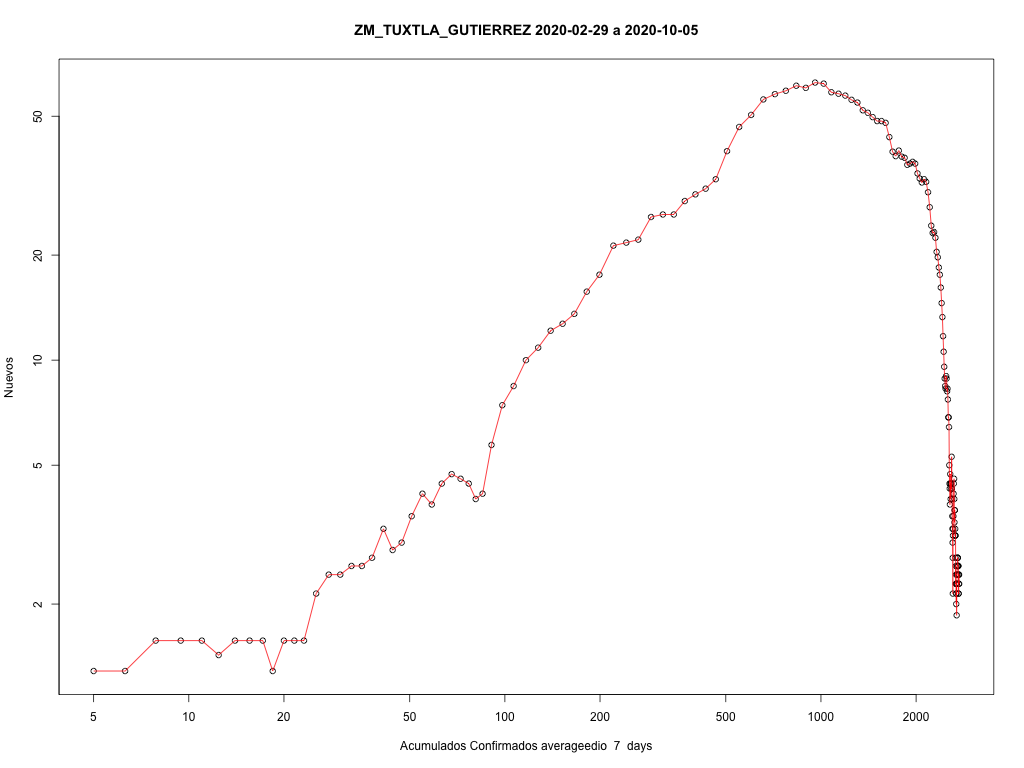 ZM_TUXTLA_GUTIERREZ 2020-02-29 a 2020-10-05
Nuevos
50
20
10
5
2
5 10 20 50 100 200 500 1000 2000
Acumulados Confirmados averageedio 7 days